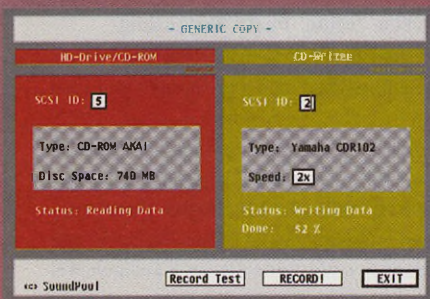 - GENERIC COPY -
HD-Drive/CD-ROM
CD-Writer
SCSI ID: 5
SCSI ID: 2
Type: CD-ROM AKAI
Type: Yamaha CDR102
Disc Space: 740 MB
Speed: 2x
Status: Reading Data
Status: Writing Data
Done: 52 %
(c) SoundPool
Record Test
RECORD!
EXIT